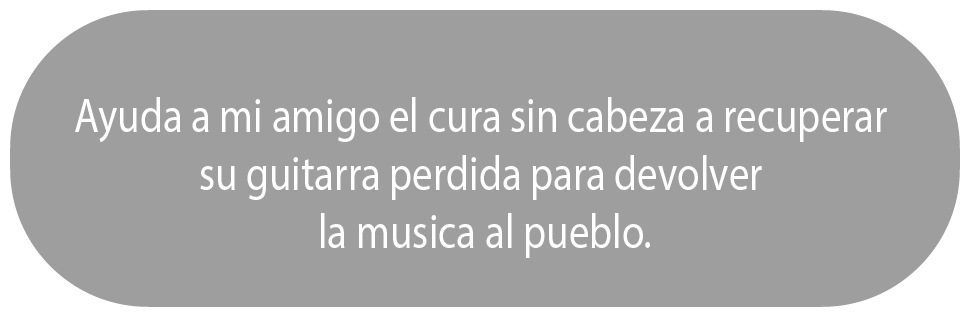 Ayuda a mi amigo el cura sin cabeza a recuperar
su guitarra perdida para devolver
la musica al pueblo.